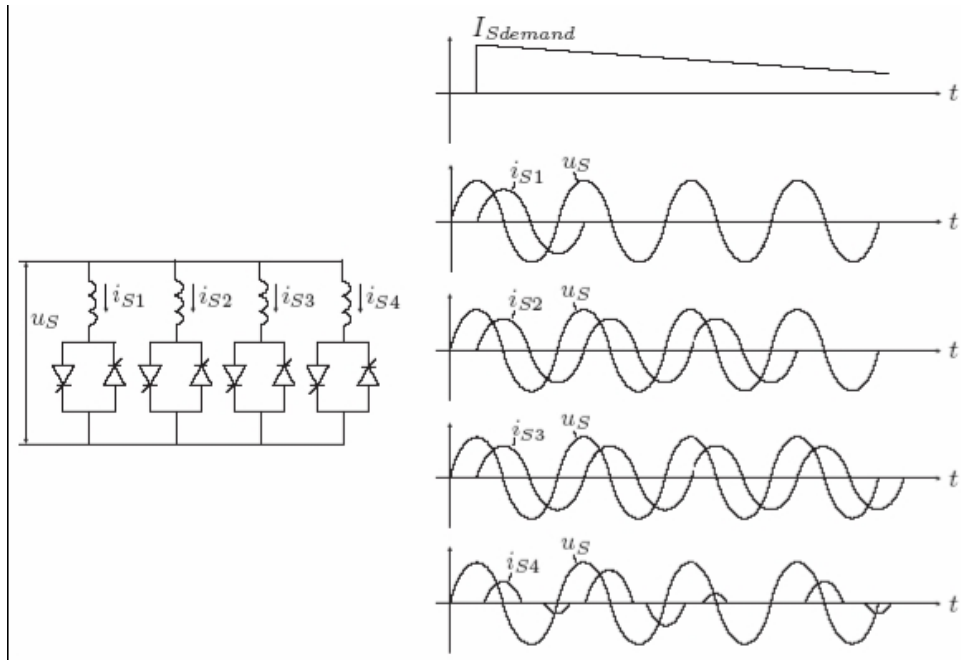 I_Sdemand
t
i_S1
u_S
t
u_S
i_S1
i_S2
i_S3
i_S4
i_S2
u_S
t
i_S3
u_S
t
i_S4
u_S
t